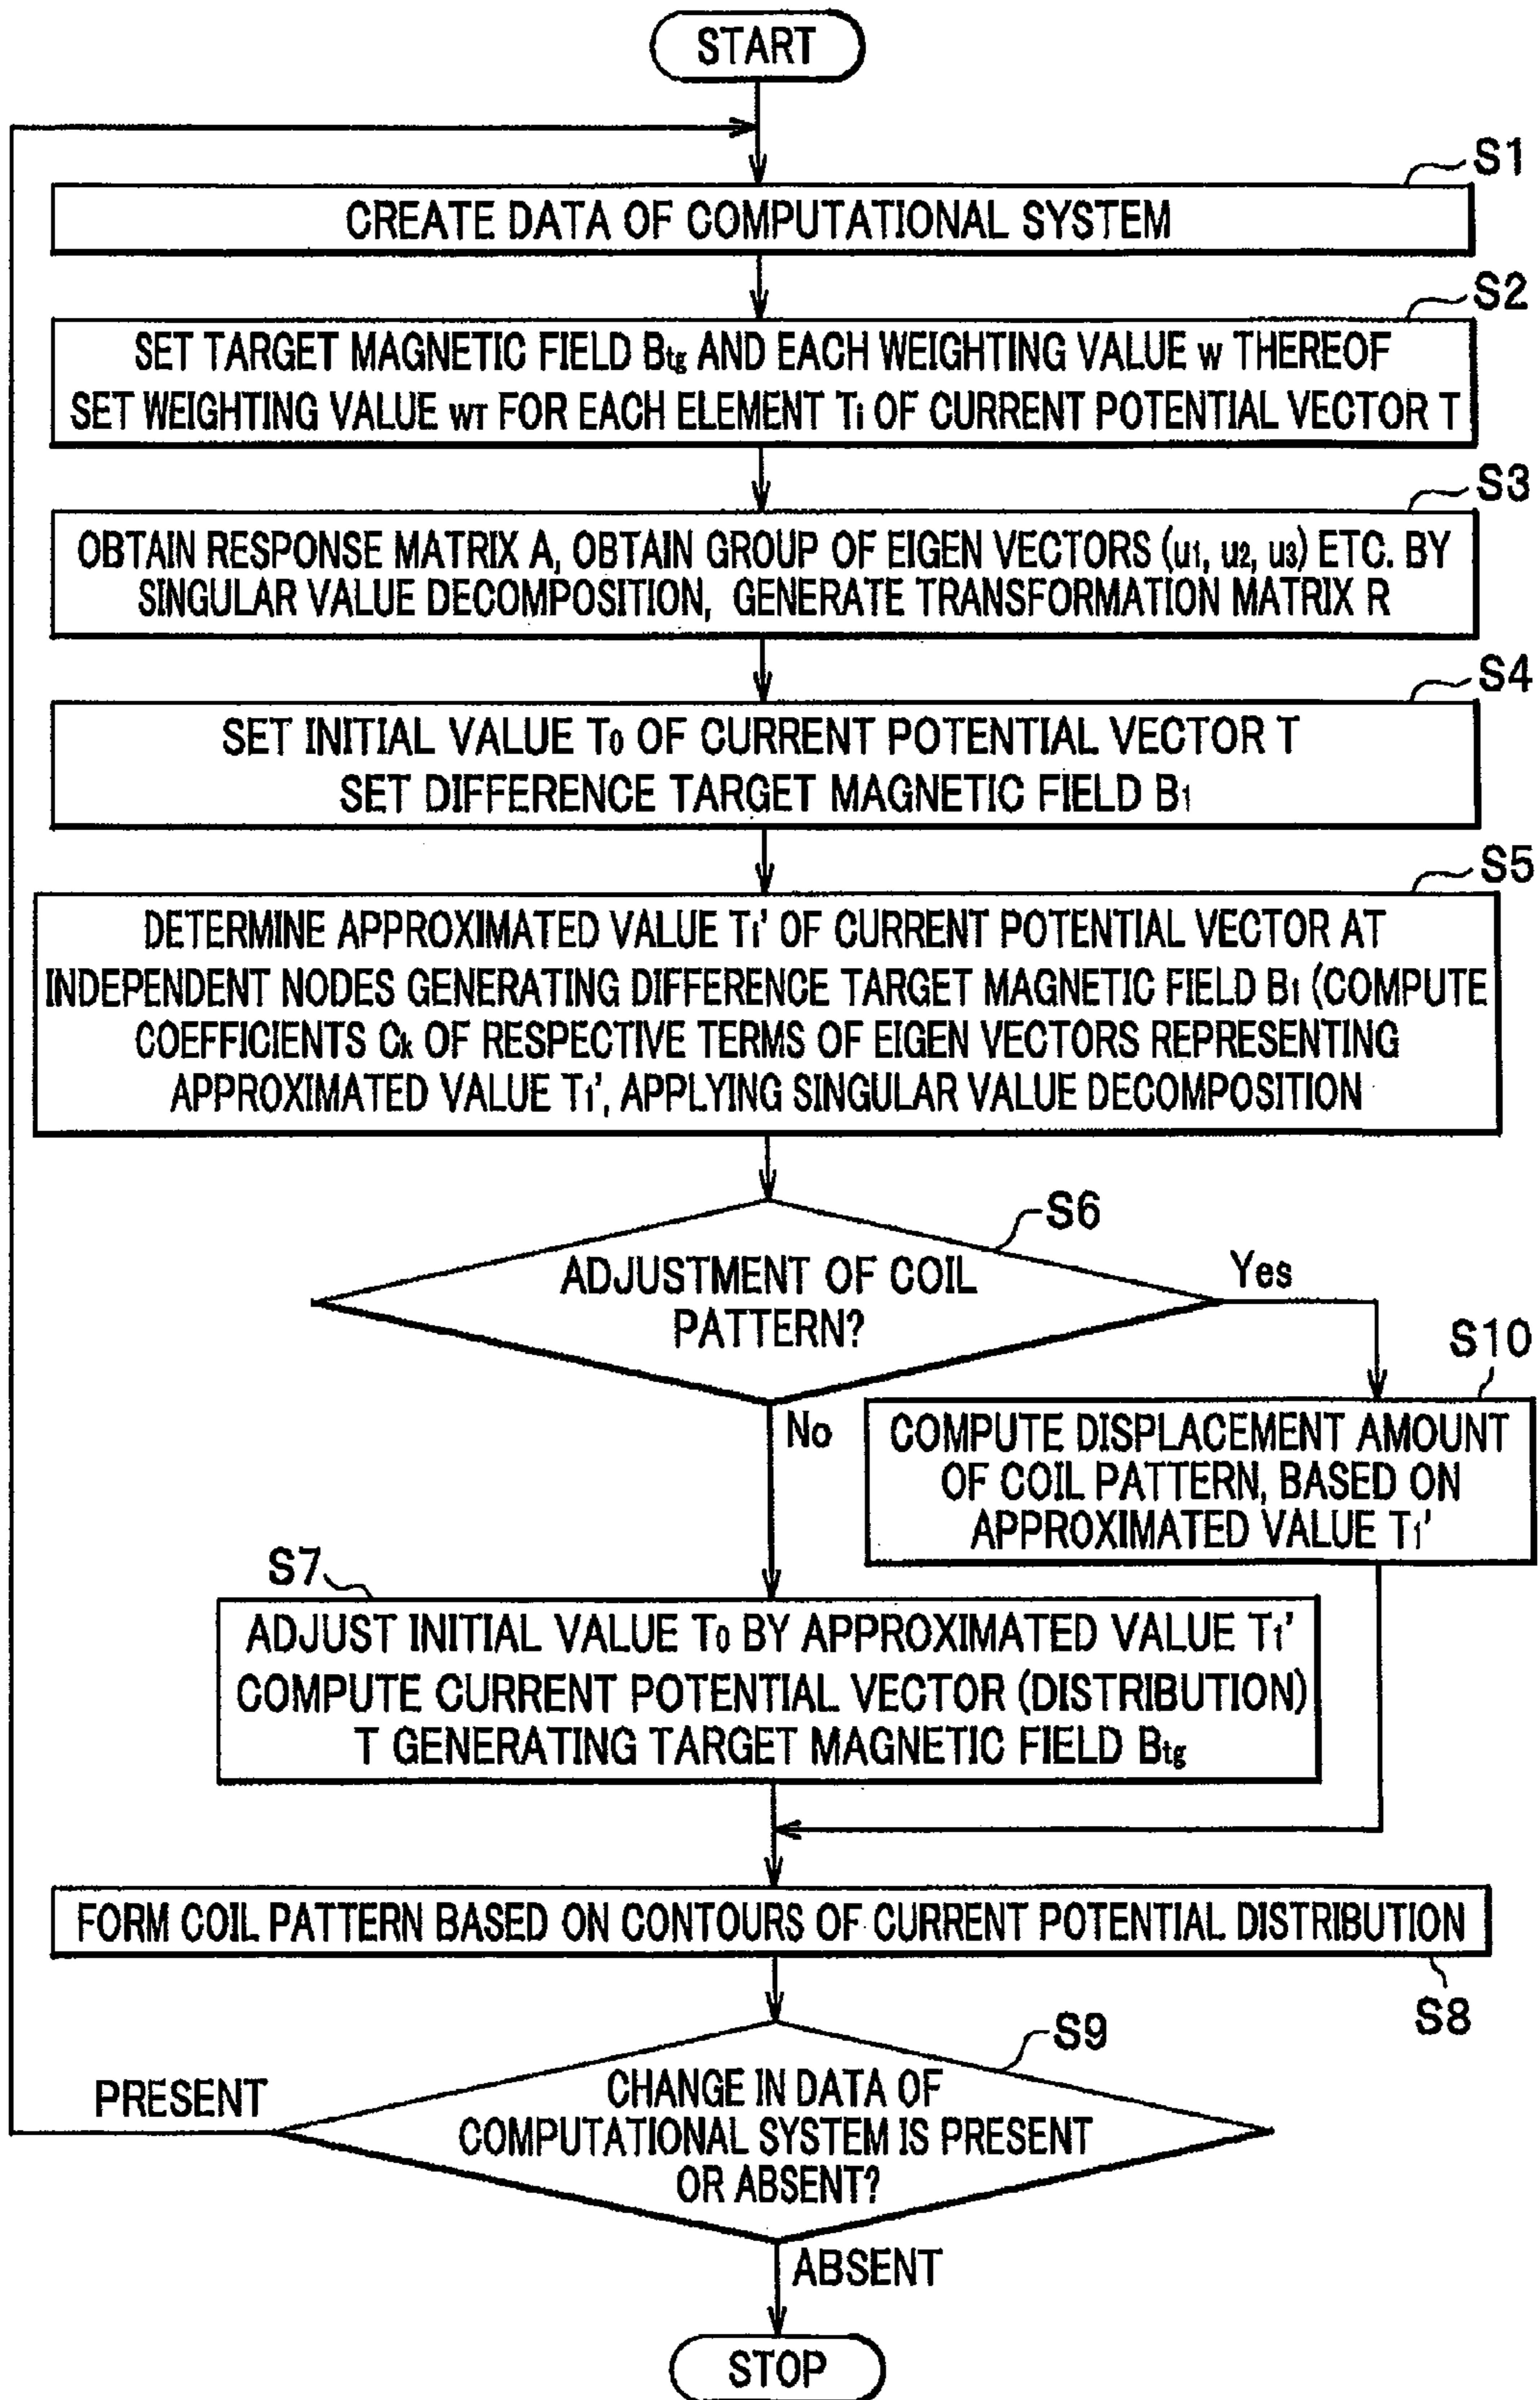 START
S1
CREATE DATA OF COMPUTATIONAL SYSTEM
S2
SET TARGET MAGNETIC FIELD Btg AND EACH WEIGHTING VALUE w THEREOF
SET WEIGHTING VALUE wT FOR EACH ELEMENT Ti OF CURRENT POTENTIAL VECTOR T
S3
OBTAIN RESPONSE MATRIX A, OBTAIN GROUP OF EIGEN VECTORS (u1, u2, u3) ETC. BY
SINGULAR VALUE DECOMPOSITION, GENERATE TRANSFORMATION MATRIX R
S4
SET INITIAL VALUE T0 OF CURRENT POTENTIAL VECTOR T
SET DIFFERENCE TARGET MAGNETIC FIELD B1
S5
DETERMINE APPROXIMATED VALUE T1' OF CURRENT POTENTIAL VECTOR AT
INDEPENDENT NODES GENERATING DIFFERENCE TARGET MAGNETIC FIELD B1 (COMPUTE
COEFFICIENTS Ck OF RESPECTIVE TERMS OF EIGEN VECTORS REPRESENTING
APPROXIMATED VALUE T1', APPLYING SINGULAR VALUE DECOMPOSITION
S6
ADJUSTMENT OF COIL
PATTERN?
Yes
No
S10
COMPUTE DISPLACEMENT AMOUNT
OF COIL PATTERN, BASED ON
APPROXIMATED VALUE T1'
S7
ADJUST INITIAL VALUE T0 BY APPROXIMATED VALUE T1'
COMPUTE CURRENT POTENTIAL VECTOR (DISTRIBUTION)
T GENERATING TARGET MAGNETIC FIELD Btg
FORM COIL PATTERN BASED ON CONTOURS OF CURRENT POTENTIAL DISTRIBUTION
S8
S9
CHANGE IN DATA OF
COMPUTATIONAL SYSTEM IS PRESENT
OR ABSENT?
PRESENT
ABSENT
STOP